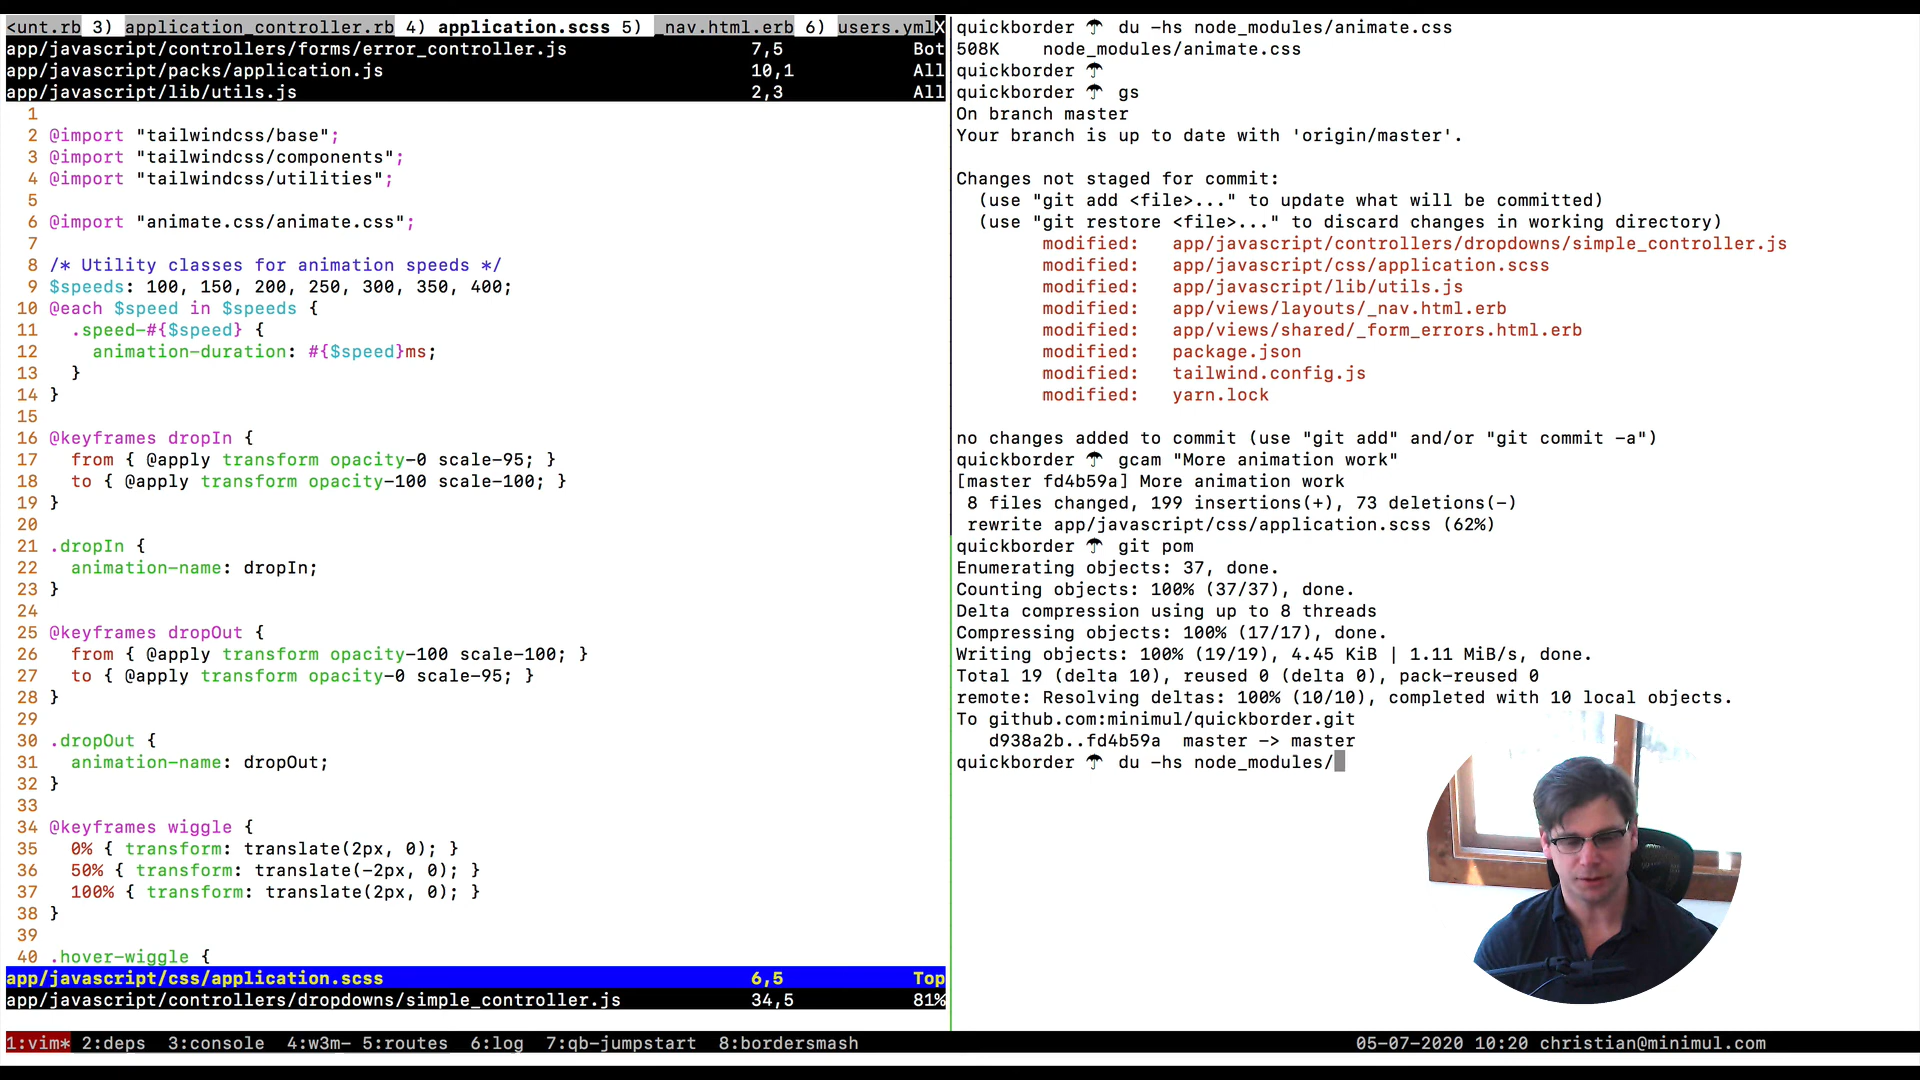 <unt.rb 3) application_controller.rb 4) application.scss 5) _nav.html.erb 6) users.ymlX
app/javascript/controllers/forms/error_controller.js 7,5 Bot
app/javascript/packs/application.js 10,1 All
app/javascript/lib/utils.js 2,3 All
1
2 @import "tailwindcss/base";
3 @import "tailwindcss/components";
4 @import "tailwindcss/utilities";
5
6 @import "animate.css/animate.css";
7
8 /* Utility classes for animation speeds */
9 $speeds: 100, 150, 200, 250, 300, 350, 400;
10 @each $speed in $speeds {
11 .speed-#{$speed} {
12 animation-duration: #{$speed}ms;
13 }
14 }
15
16 @keyframes dropIn {
17 from { @apply transform opacity-0 scale-95; }
18 to { @apply transform opacity-100 scale-100; }
19 }
20
21 .dropIn {
22 animation-name: dropIn;
23 }
24
25 @keyframes dropOut {
26 from { @apply transform opacity-100 scale-100; }
27 to { @apply transform opacity-0 scale-95; }
28 }
29
30 .dropOut {
31 animation-name: dropOut;
32 }
33
34 @keyframes wiggle {
35 0% { transform: translate(2px, 0); }
36 50% { transform: translate(-2px, 0); }
37 100% { transform: translate(2px, 0); }
38 }
39
40 .hover-wiggle {
app/javascript/css/application.scss 6,5 Top
app/javascript/controllers/dropdowns/simple_controller.js 34,5 81%
quickborder ☂ du -hs node_modules/animate.css
508K node_modules/animate.css
quickborder ☂
quickborder ☂ gs
On branch master
Your branch is up to date with 'origin/master'.
Changes not staged for commit:
(use "git add <file>..." to update what will be committed)
(use "git restore <file>..." to discard changes in working directory)
modified: app/javascript/controllers/dropdowns/simple_controller.js
modified: app/javascript/css/application.scss
modified: app/javascript/lib/utils.js
modified: app/views/layouts/_nav.html.erb
modified: app/views/shared/_form_errors.html.erb
modified: package.json
modified: tailwind.config.js
modified: yarn.lock
no changes added to commit (use "git add" and/or "git commit -a")
quickborder ☂ gcam "More animation work"
[master fd4b59a] More animation work
8 files changed, 199 insertions(+), 73 deletions(-)
rewrite app/javascript/css/application.scss (62%)
quickborder ☂ git pom
Enumerating objects: 37, done.
Counting objects: 100% (37/37), done.
Delta compression using up to 8 threads
Compressing objects: 100% (17/17), done.
Writing objects: 100% (19/19), 4.45 KiB | 1.11 MiB/s, done.
Total 19 (delta 10), reused 0 (delta 0), pack-reused 0
remote: Resolving deltas: 100% (10/10), completed with 10 local objects.
To github.com:minimul/quickborder.git
d938a2b..fd4b59a master -> master
quickborder ☂ du -hs node_modules/
1:vim* 2:deps 3:console 4:w3m- 5:routes 6:log 7:qb-jumpstart 8:bordersmash 05-07-2020 10:20 christian@minimul.com